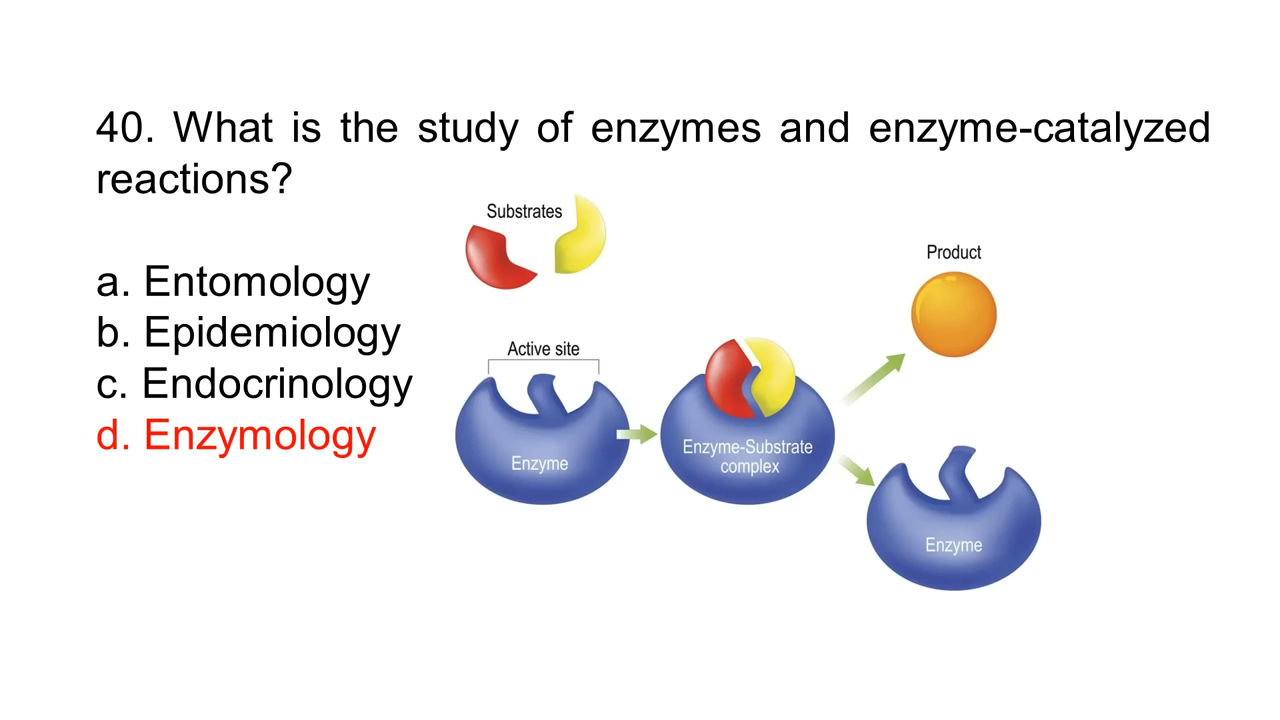 40. What is the study of enzymes and enzyme-catalyzed
reactions?
Substrates
Product
a. Entomology
b. Epidemiology
Active site
c. Endocrinology
d. Enzymology
Enzyme
Enzyme-Substrate
complex
Enzyme